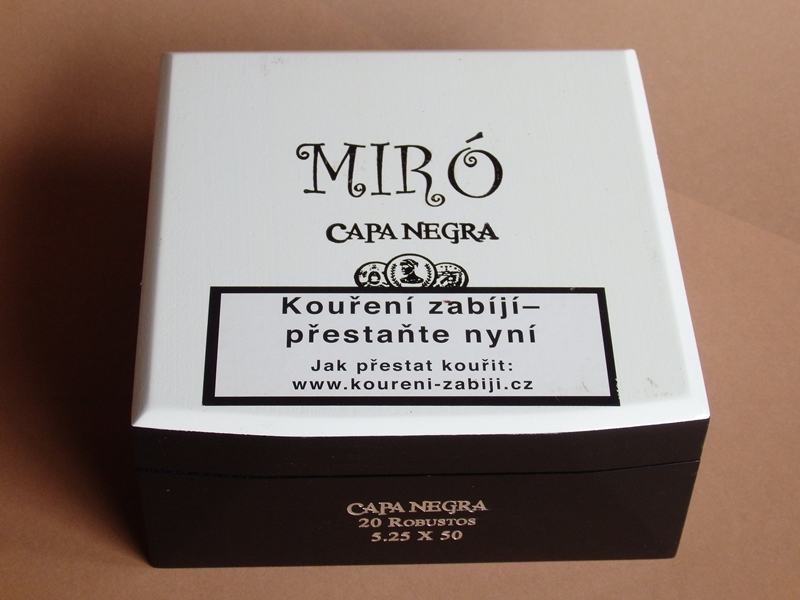 MIRÓ
CAPA NEGRA
Kouření zabíjí–
přestaňte nyní
Jak přestat kouřit:
www.koureni-zabiji.cz
CAPA NEGRA
20 ROBUSTOS
5.25 X 50